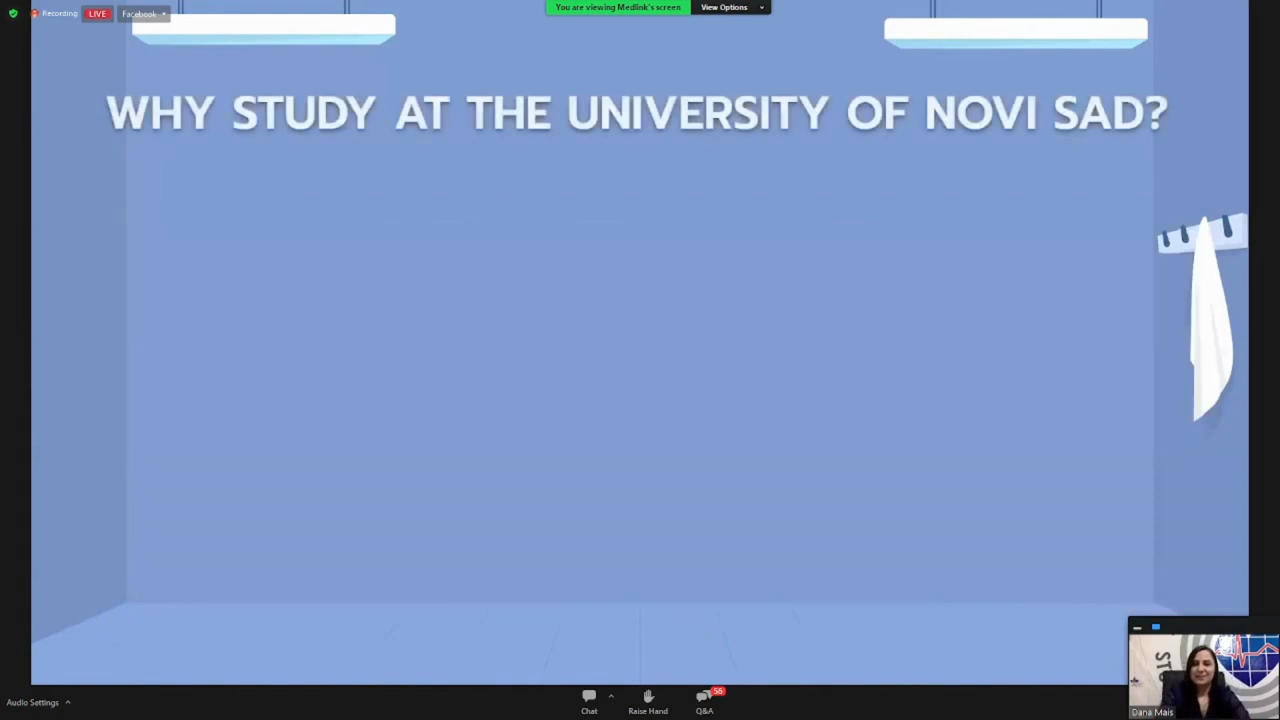 Recording
LIVE
Facebook
You are viewing Medlink's screen
View Options
WHY STUDY AT THE UNIVERSITY OF NOVI SAD?
Audio Settings
Chat
Raise Hand
56
Q&A
Dana Mais